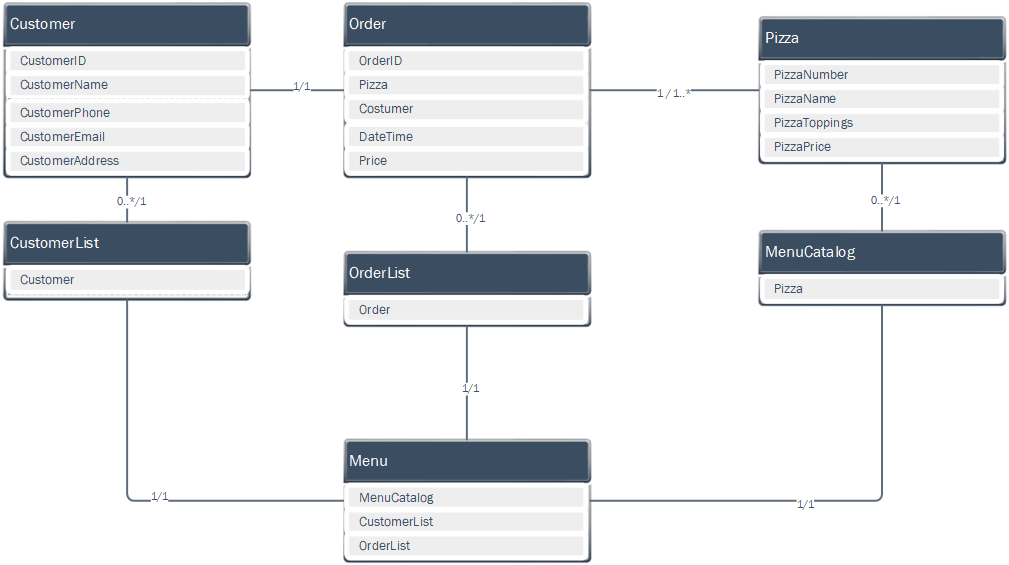 Customer
CustomerID
CustomerName
CustomerPhone
CustomerEmail
CustomerAddress
1/1
Order
OrderID
Pizza
Costumer
DateTime
Price
1 / 1..*
Pizza
PizzaNumber
PizzaName
PizzaToppings
PizzaPrice
0..*/1
0..*/1
0..*/1
CustomerList
Customer
OrderList
Order
MenuCatalog
Pizza
1/1
1/1
1/1
Menu
MenuCatalog
CustomerList
OrderList